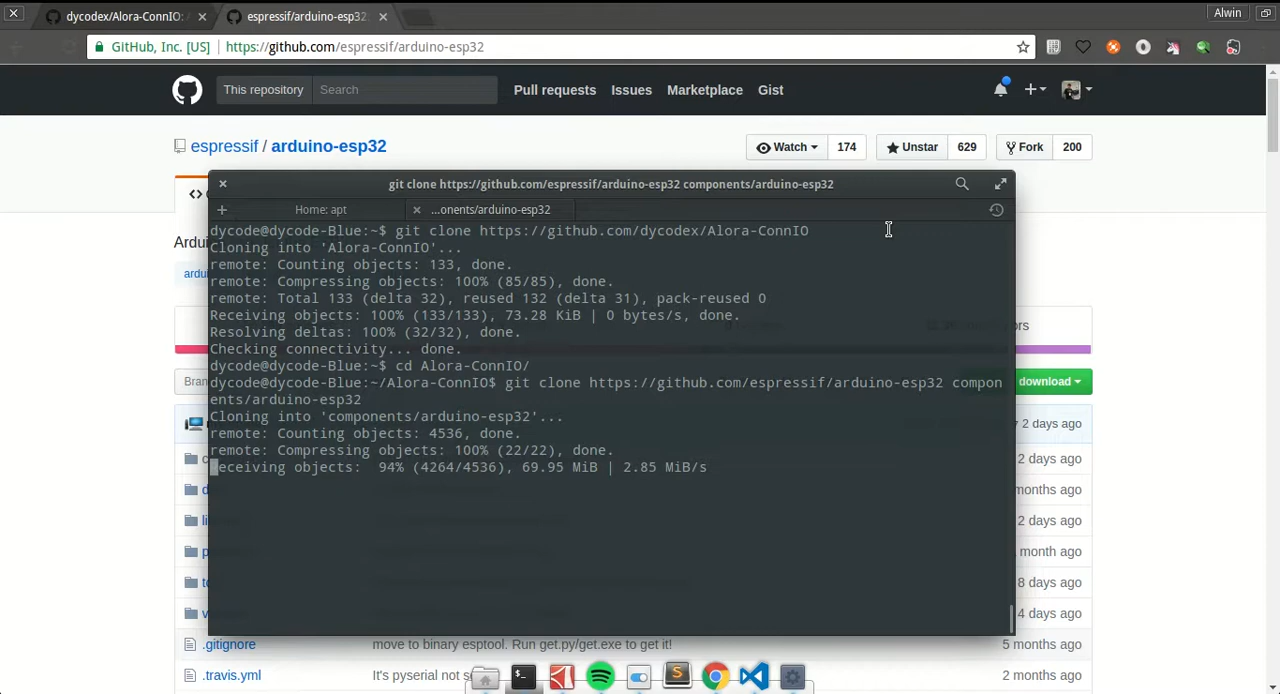 dycodex/Alora-ConnIO:
espressif/arduino-esp32:
Alwin
GitHub, Inc. [US]
https://github.com/espressif/arduino-esp32
This repository
Search
Pull requests
Issues
Marketplace
Gist
espressif / arduino-esp32
Watch
174
Unstar
629
Fork
200
git clone https://github.com/espressif/arduino-esp32 components/arduino-esp32
Home: apt
...onents/arduino-esp32
dycode@dycode-Blue:~$ git clone https://github.com/dycodex/Alora-ConnIO
Cloning into 'Alora-ConnIO'...
remote: Counting objects: 133, done.
remote: Compressing objects: 100% (85/85), done.
remote: Total 133 (delta 32), reused 132 (delta 31), pack-reused 0
Receiving objects: 100% (133/133), 73.28 KiB | 0 bytes/s, done.
Resolving deltas: 100% (32/32), done.
Checking connectivity... done.
dycode@dycode-Blue:~$ cd Alora-ConnIO/
dycode@dycode-Blue:~/Alora-ConnIO$ git clone https://github.com/espressif/arduino-esp32 compon
ents/arduino-esp32
Cloning into 'components/arduino-esp32'...
remote: Counting objects: 4536, done.
remote: Compressing objects: 100% (22/22), done.
Receiving objects:  94% (4264/4536), 69.95 MiB | 2.85 MiB/s
download
2 days ago
2 days ago
months ago
2 days ago
month ago
8 days ago
4 days ago
.gitignore
move to binary esptool. Run get.py/get.exe to get it!
5 months ago
.travis.yml
It's pyserial not
2 months ago